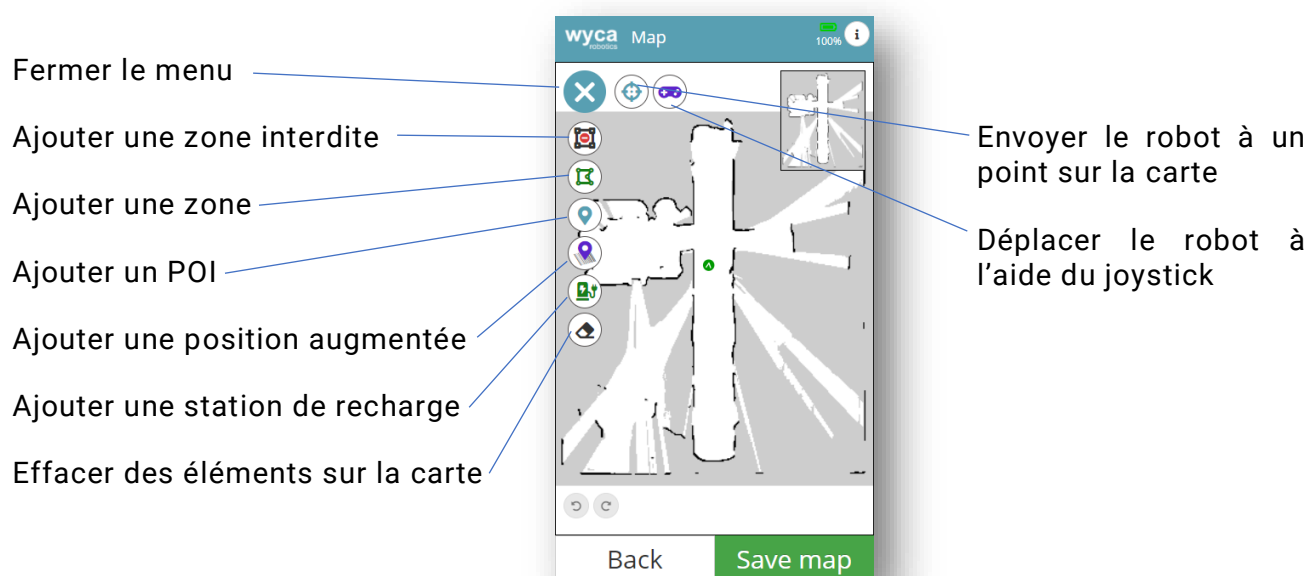 Fermer le menu
Ajouter une zone interdite
Ajouter une zone
Ajouter un POI
Ajouter une position augmentée
Ajouter une station de recharge
Effacer des éléments sur la carte
wyca
robotics
Map
100%
i
Back
Save map
Envoyer le robot à un
point sur la carte
Déplacer le robot à
l’aide du joystick